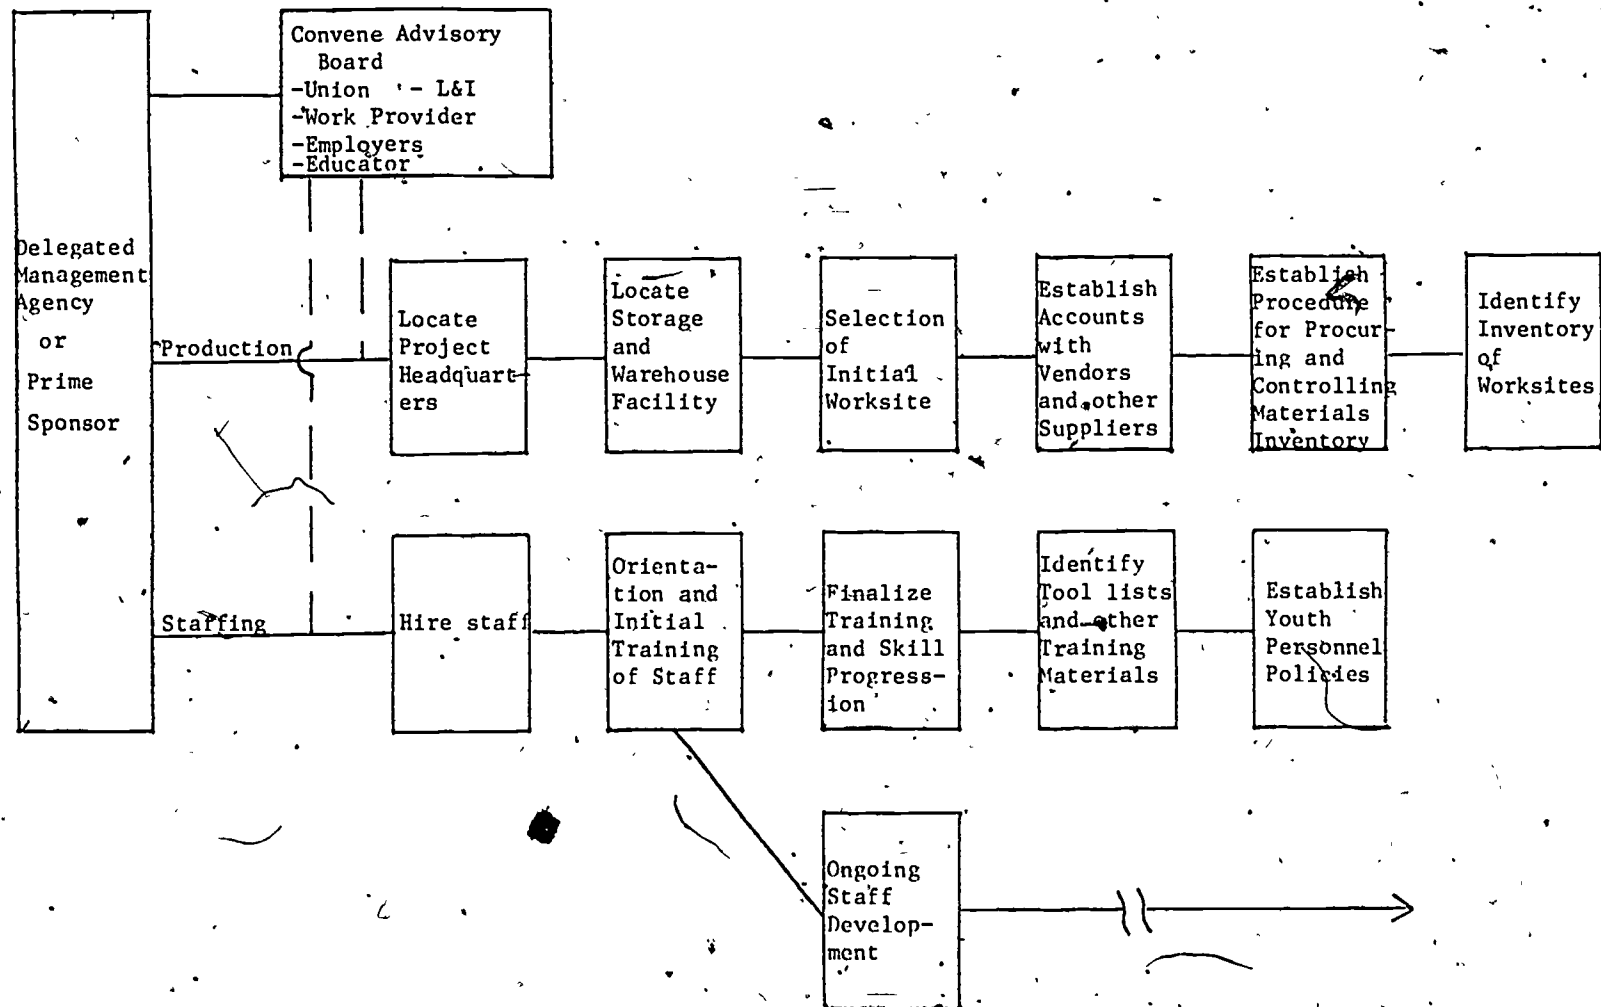 Convene Advisory
Board
-Union - L&I
-Work Provider
-Employers
-Educator
Delegated
Management
Agency
or
Prime
Sponsor
Production
Locate
Project
Headquart-
ers
Locate
Storage
and
Warehouse
Facility
Selection
of
Initial
Worksite
Establish
Accounts
with
Vendors
and other
Suppliers
Establish
Procedure
for Procur-
ing and
Controlling
Materials
Inventory
Identify
Inventory
of
Worksites
Staffing
Hire staff
Orienta-
tion and
Initial
Training
of Staff
Finalize
Training
and Skill
Progress-
ion
Identify
Tool lists
and other
Training
Materials
Establish
Youth
Personnel
Policies
Ongoing
Staff
Develop-
ment